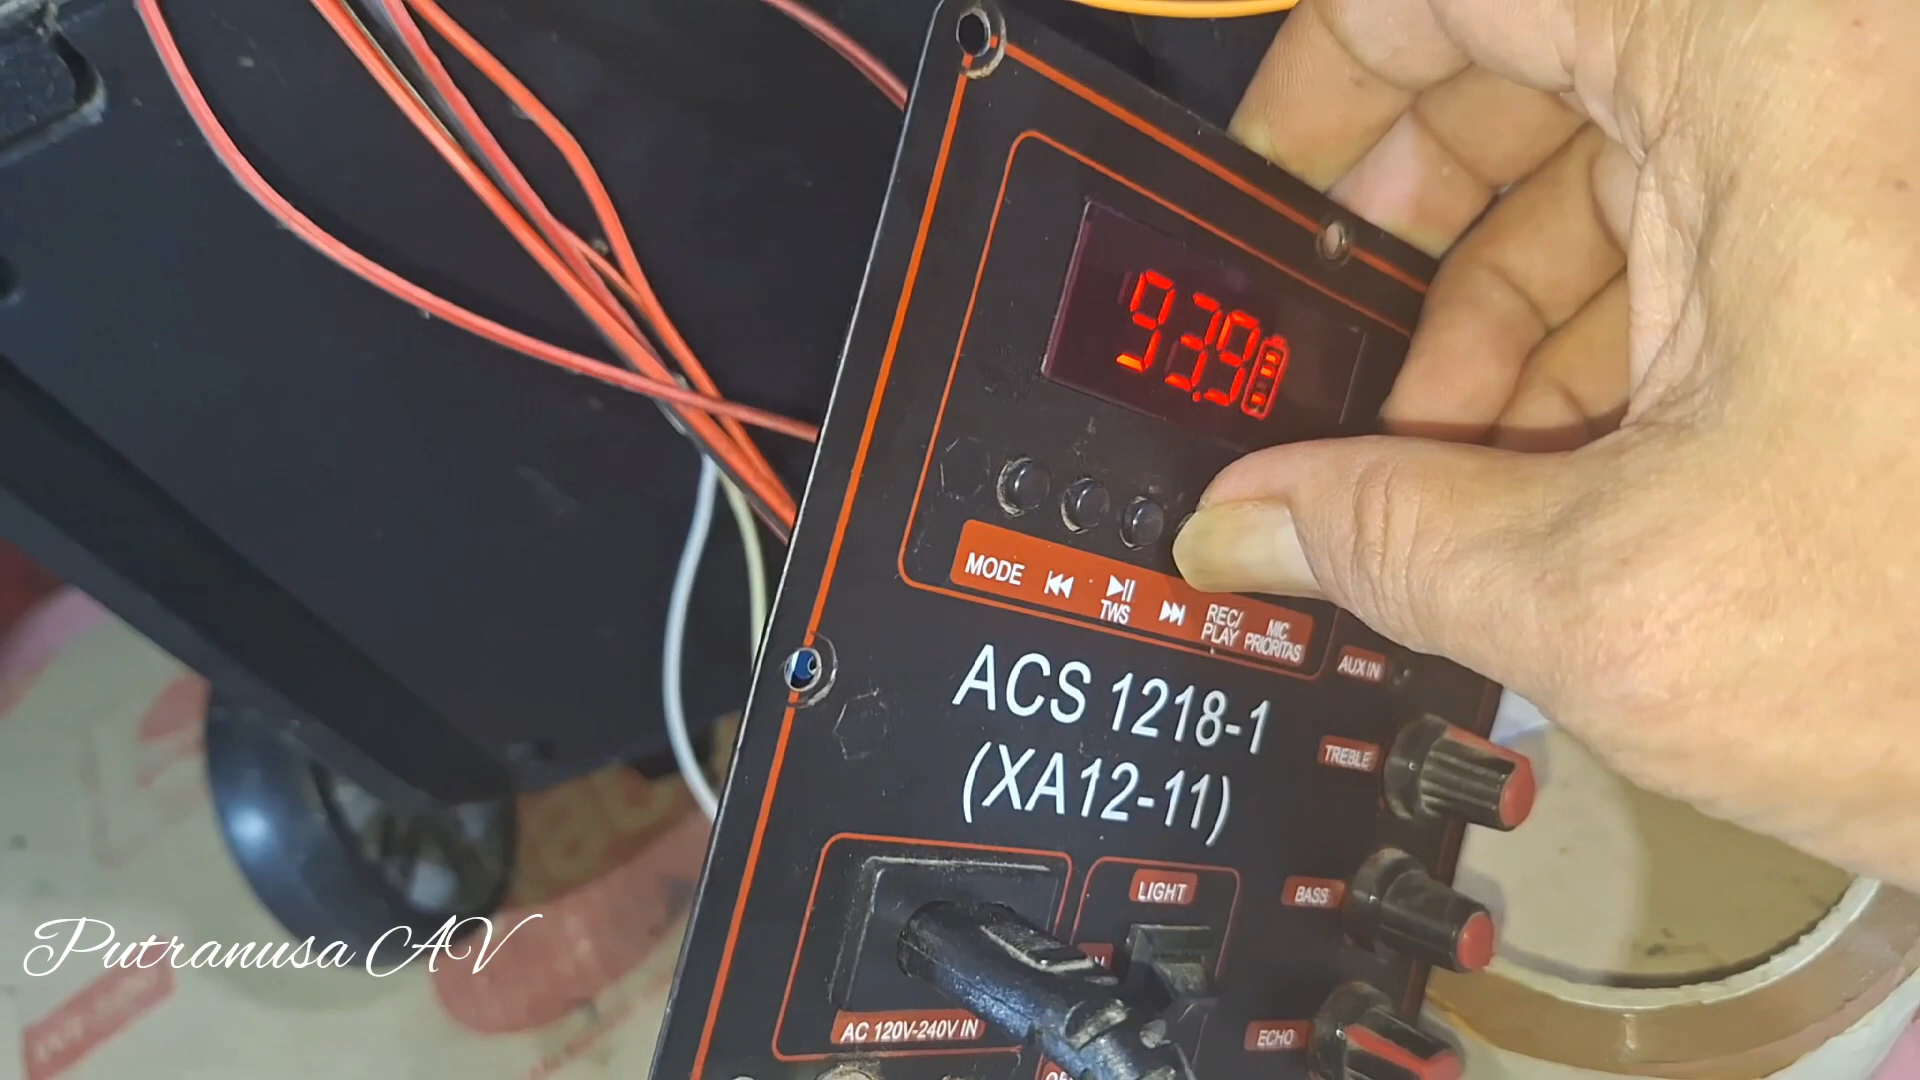 93.9
MODE
TWS
REC/
PLAY
MIC
PRIORITAS
ACS 1218-1
(XA12-11)
AUX IN
TREBLE
BASS
ECHO
LIGHT
AC 120V-240V IN
Putranusa AV